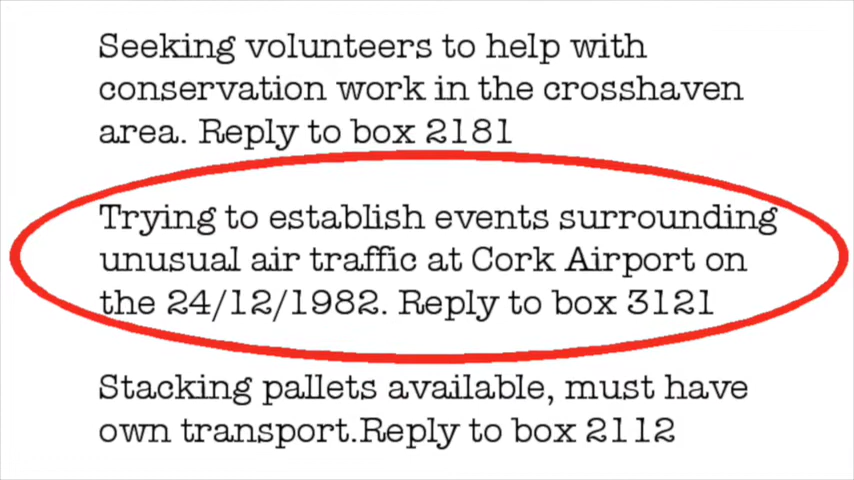 Seeking volunteers to help with
conservation work in the crosshaven
area. Reply to box 2181
Trying to establish events surrounding
unusual air traffic at Cork Airport on
the 24/12/1982. Reply to box 3121
Stacking pallets available, must have
own transport.Reply to box 2112